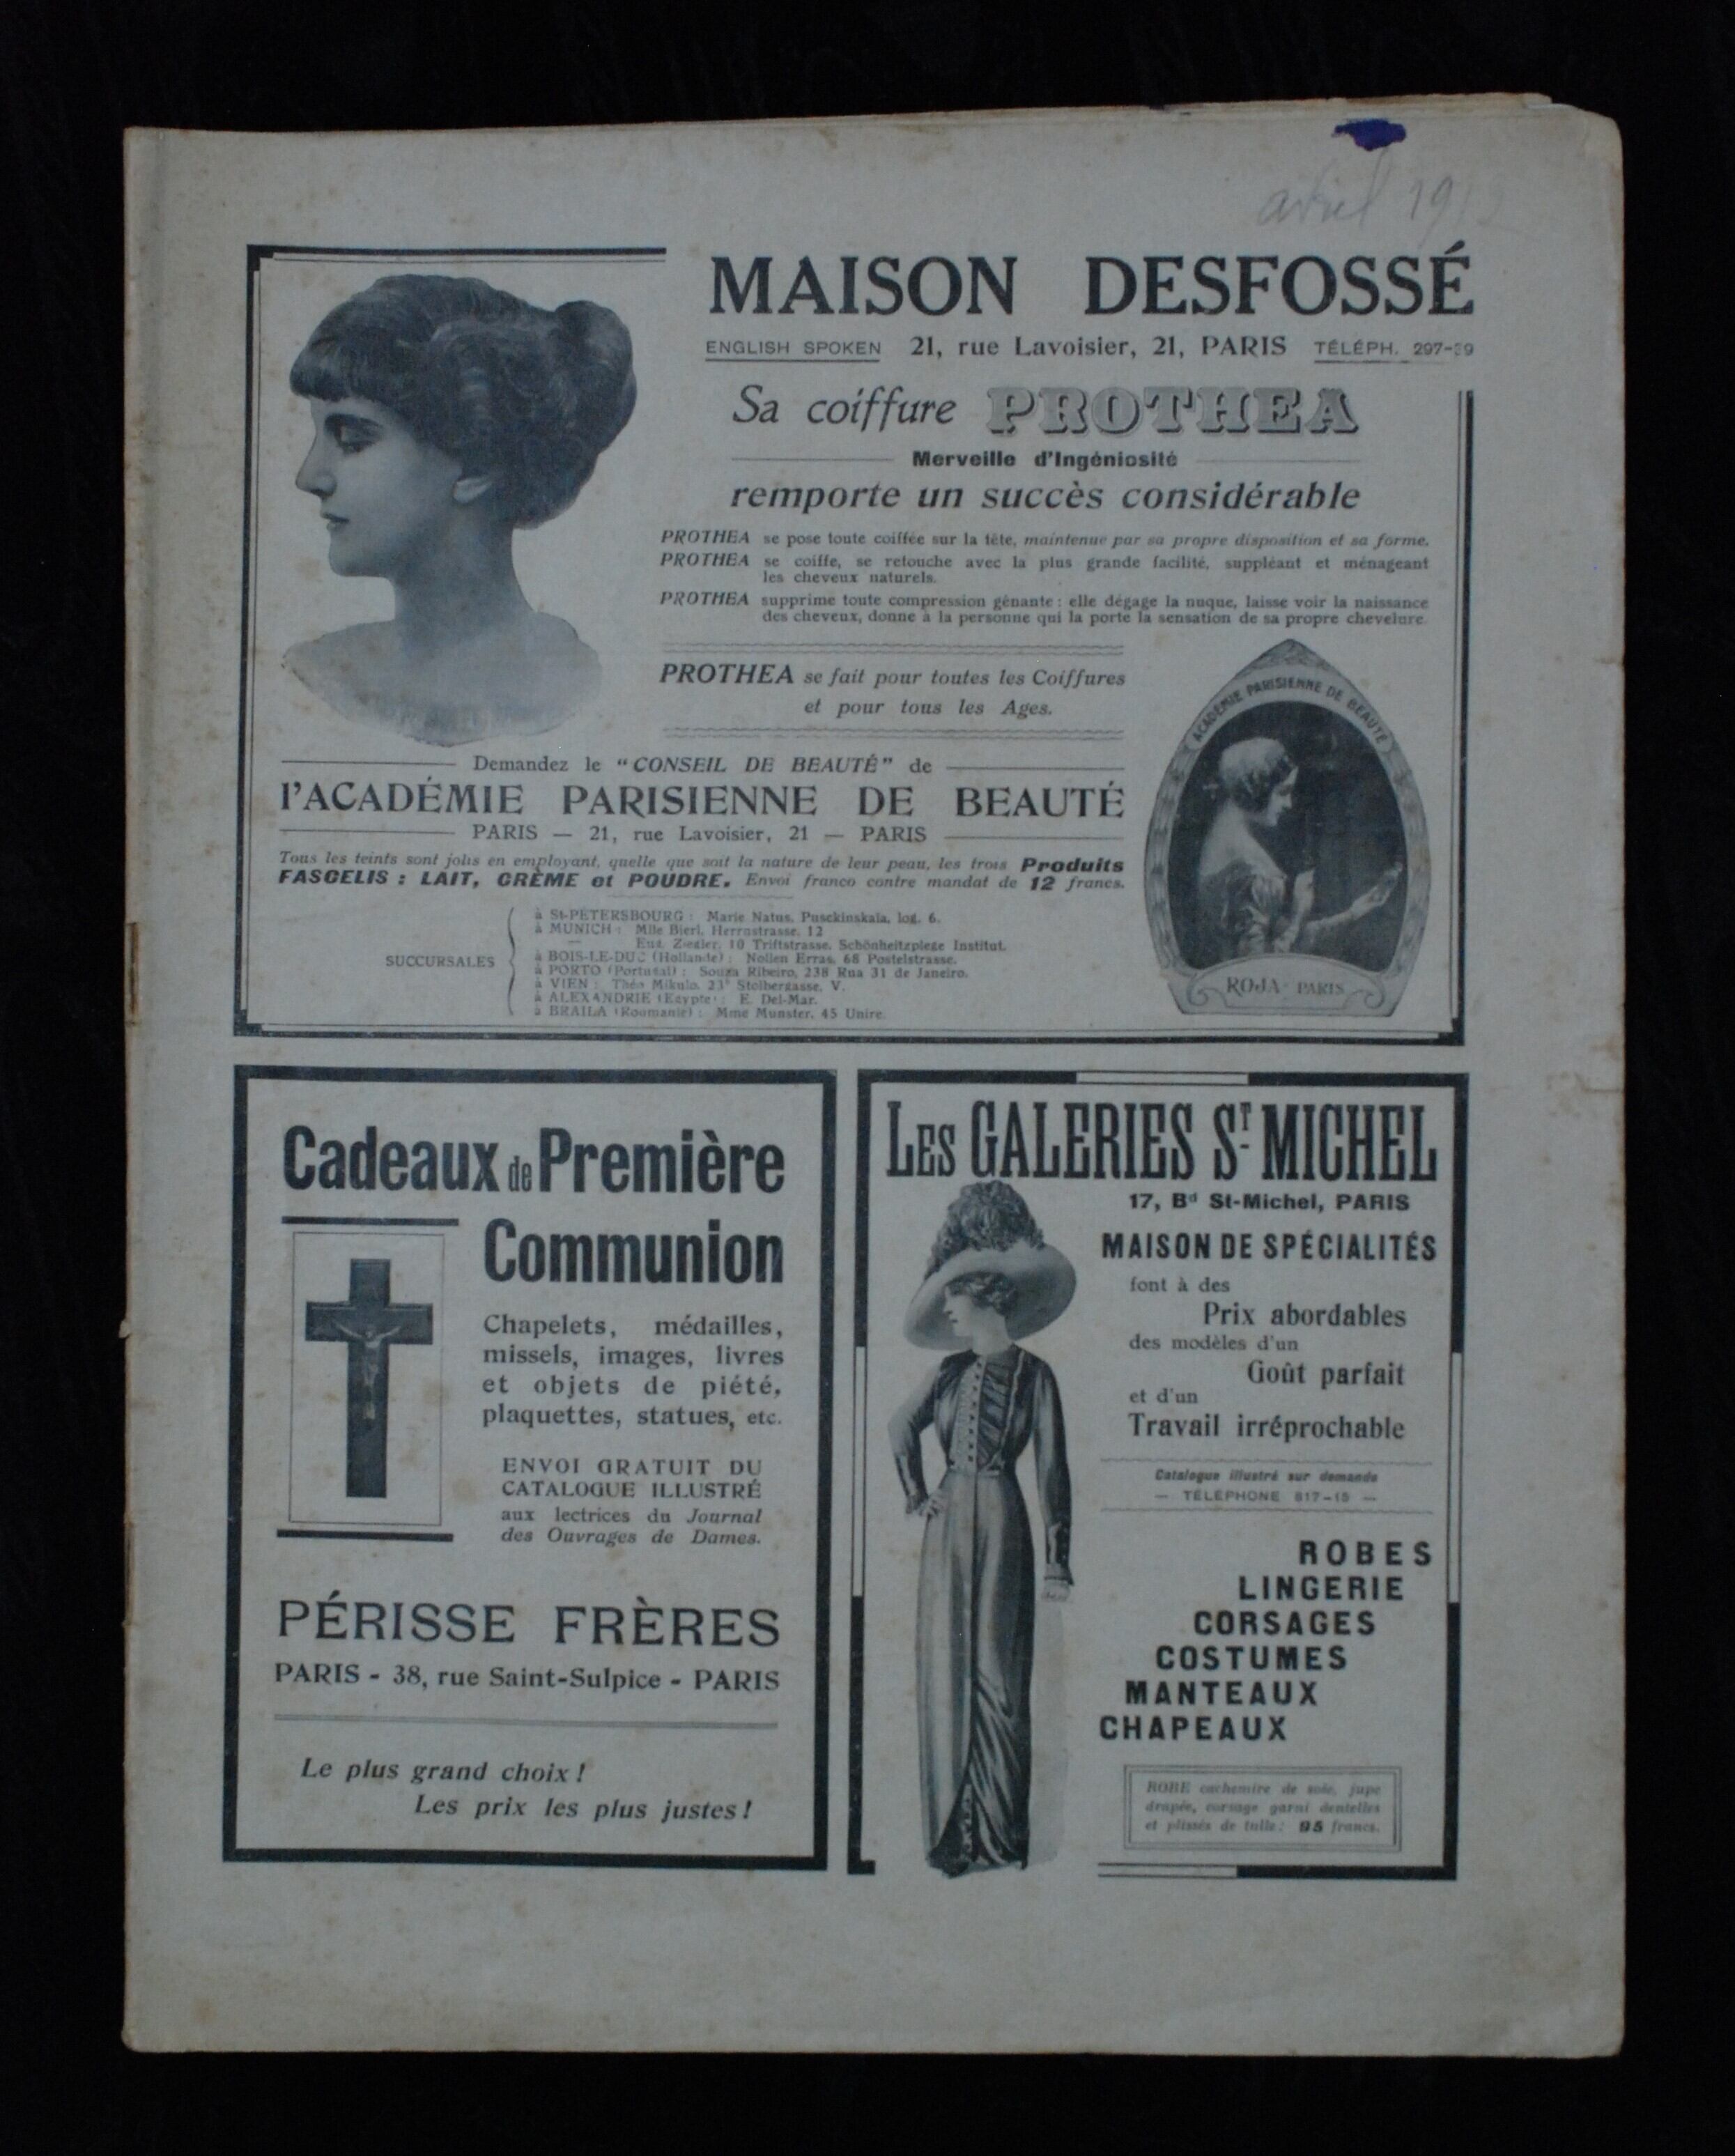 avril 191
MAISON DESFOSSÉ
ENGLISH SPOKEN 21, rue Lavoisier, 21, PARIS TÉLÉPH.
Sa coiffure PROTHEA
Merveille d'Ingéniosité
remporte un succès considérable
PROTHEA se pose toute coiffée sur la tête, maintenue par sa propre disposition et sa forme.
PROTHEA se coiffe, se retouche avec la plus grande facilité, suppléant et ménageant
les cheveux naturels.
PROTHEA supprime toute compression gênante : elle dégage la nuque, laisse voir la naissance
des cheveux, donne à la personne qui la porte la sensation de sa propre chevelure.
PROTHEA se fait pour toutes les Coiffures
et pour tous les Ages.
ACADÉMIE PARISIENNE DE BEAUTÉ
ROJA PARIS
Demandez le "CONSEIL DE BEAUTÉ" de
l'ACADÉMIE PARISIENNE DE BEAUTÉ
PARIS — 21, rue Lavoisier, 21 — PARIS
Tous les teints sont jolis en employant, quelle que soit la nature de leur peau, les trois Produits
FASCELIS : LAIT, CRÈME et POUDRE. Envoi franco contre mandat de 12 francs.
SUCCURSALES
à St-PÉTERSBOURG : Marie Natus, Pusckinskaïa, log. 6.
à MUNICH : Mlle Bierl, Herrnstrasse, 12
— Eug. Ziegler, 10 Triftstrasse, Schönheitzplege Institut.
à BOIS-LE-DUC (Hollande) : Nollen Erras, 68 Postelstrasse.
à PORTO (Portugal) : Souza Ribeiro, 238 Rua 31 de Janeiro.
à VIEN : Théo Mikulo, Stolbergasse, V.
à ALEXANDRIE (Egypte) : E. Del-Mar.
à BRAILA (Roumanie) : Mme Munster, 45 Unire.
Cadeaux de Première
Communion
Chapelets, médailles,
missels, images, livres
et objets de piété,
plaquettes, statues, etc.
ENVOI GRATUIT DU
CATALOGUE ILLUSTRÉ
aux lectrices du Journal
des Ouvrages de Dames.
PÉRISSE FRÈRES
PARIS - 38, rue Saint-Sulpice - PARIS
Le plus grand choix !
Les prix les plus justes !
LES GALERIES ST MICHEL
17, Bd St-Michel, PARIS
MAISON DE SPÉCIALITÉS
font à des
Prix abordables
des modèles d'un
Goût parfait
et d'un
Travail irréprochable
Catalogue illustré sur demande
— TÉLÉPHONE 817-15 —
ROBES
LINGERIE
CORSAGES
COSTUMES
MANTEAUX
CHAPEAUX
ROBE cachemire de soie, jupe
drapée, corsage garni dentelles
et plissés de tulle : 95 francs.